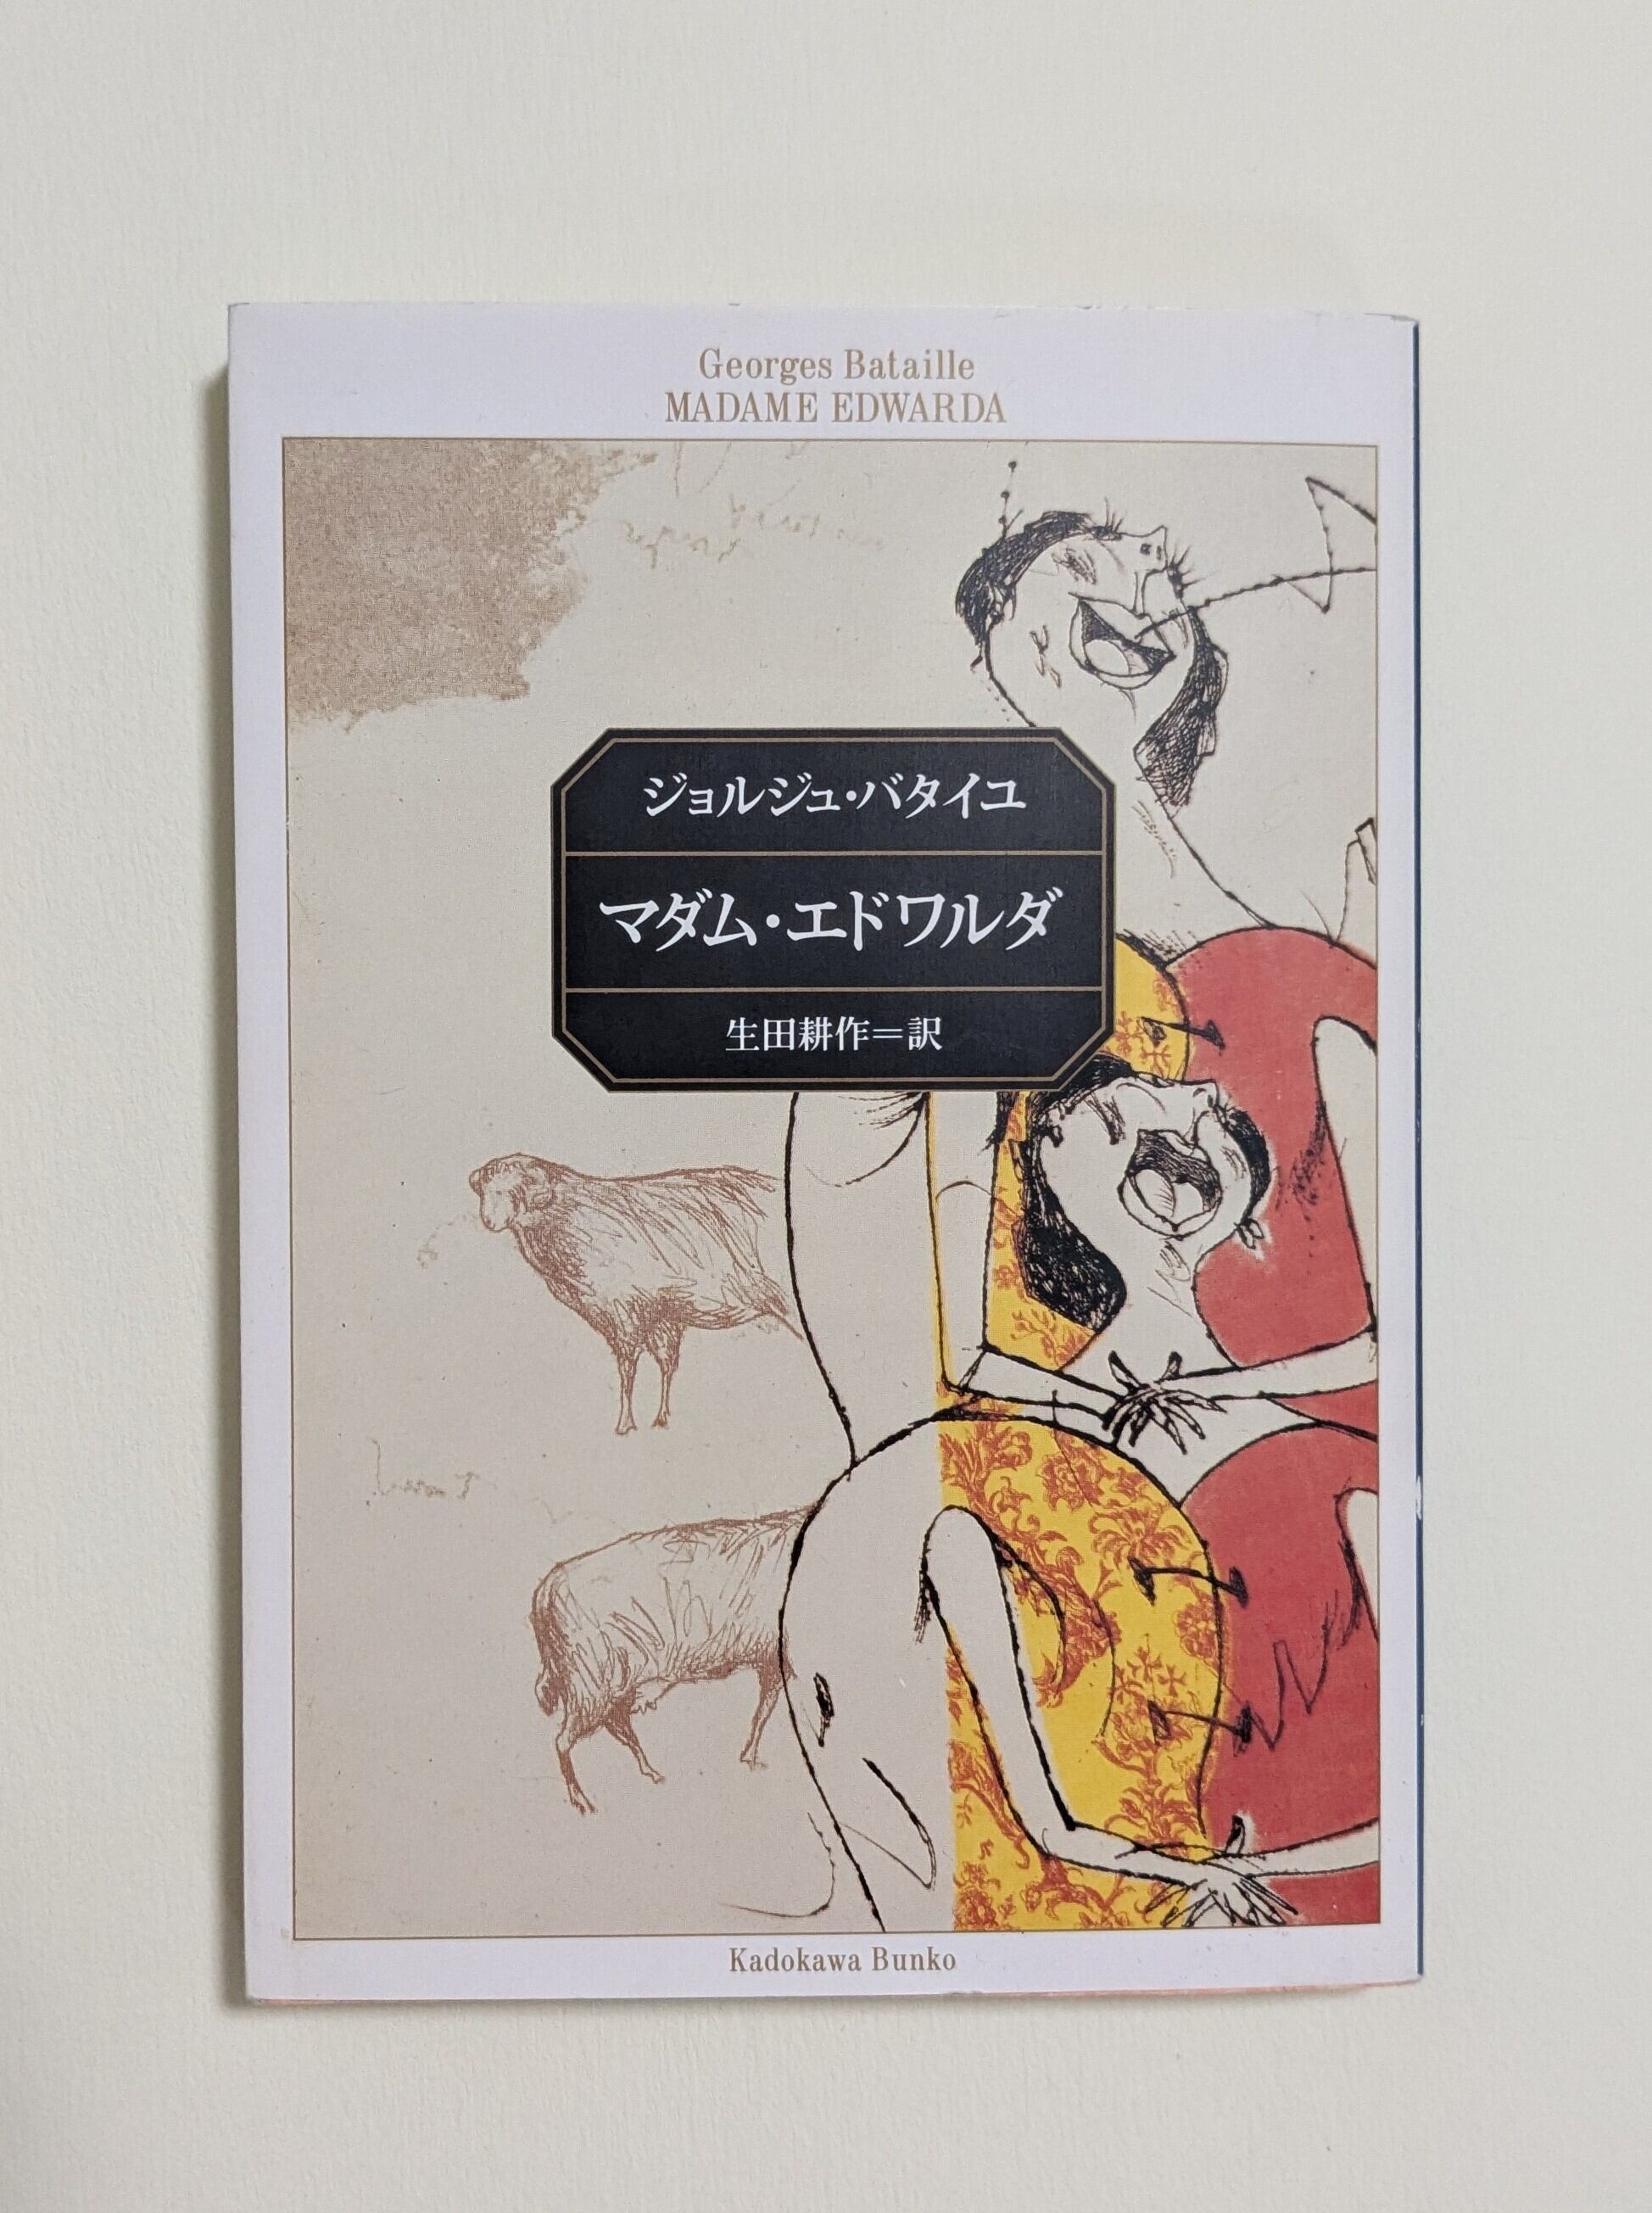 Georges Bataille
MADAME EDWARDA
ジョルジュ・バタイユ
マダム・エドワルダ
生田耕作＝訳
Kadokawa Bunko